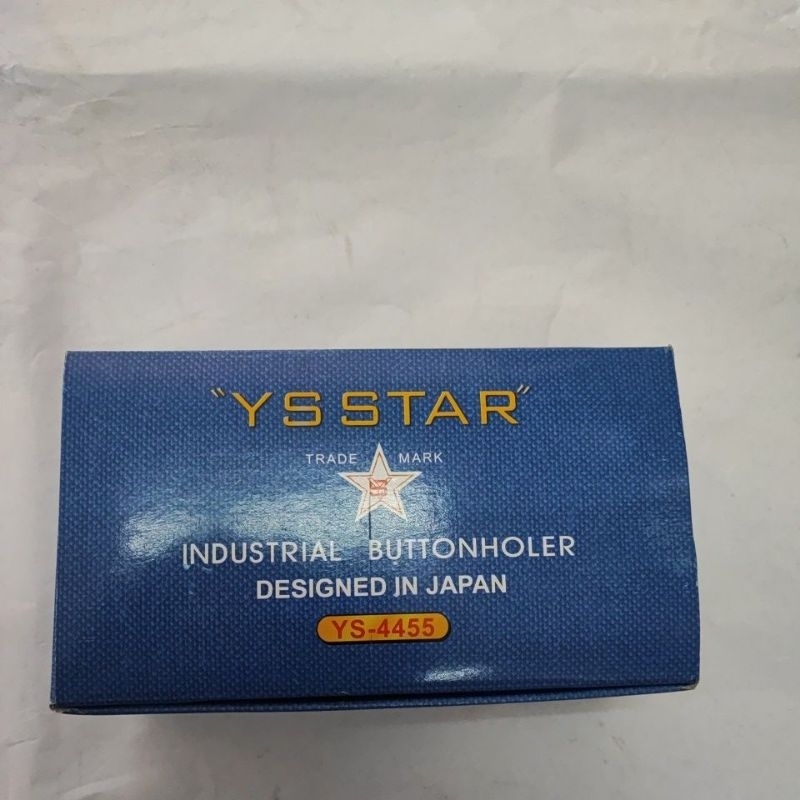 "YS STAR"
TRADE MARK
INDUSTRIAL BUTTONHOLER
DESIGNED IN JAPAN
YS-4455